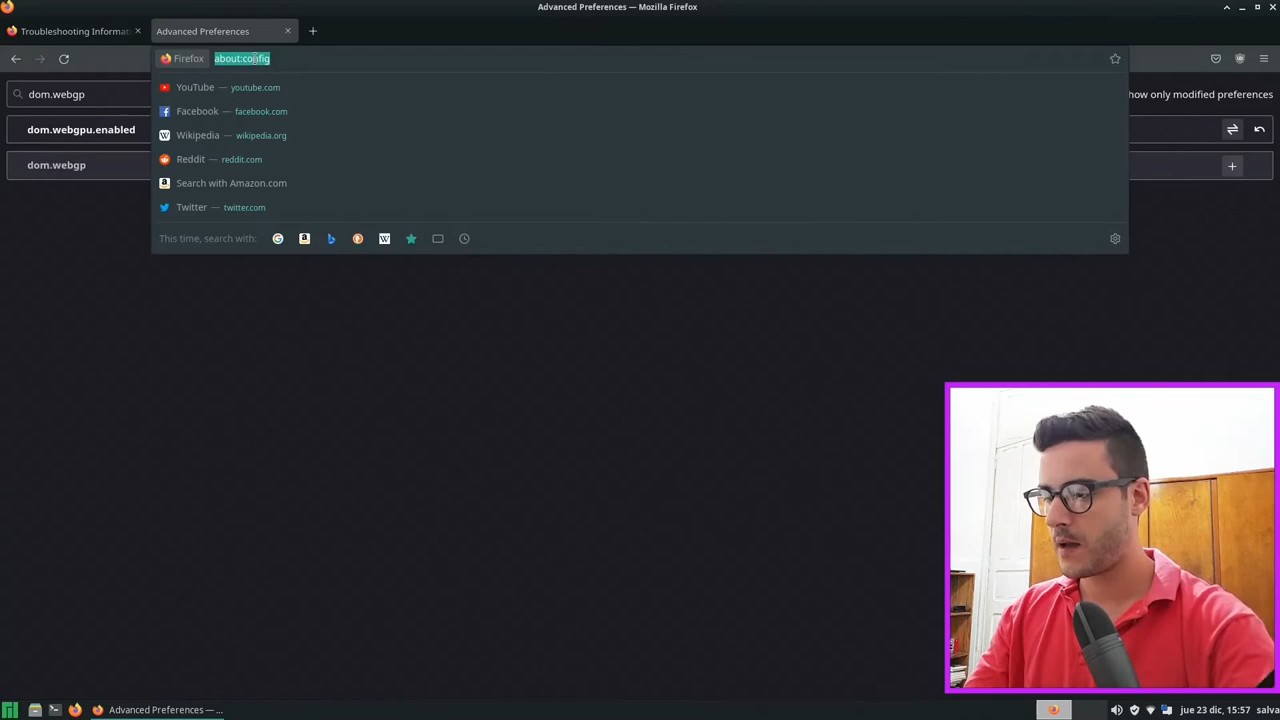 Advanced Preferences — Mozilla Firefox
Troubleshooting Informat
Advanced Preferences
Firefox
about:config
dom.webgp
how only modified preferences
YouTube — youtube.com
Facebook — facebook.com
dom.webgpu.enabled
Wikipedia — wikipedia.org
Reddit — reddit.com
dom.webgp
Search with Amazon.com
Twitter — twitter.com
This time, search with:
Advanced Preferences — ...
jue 23 dic, 15:57
salva